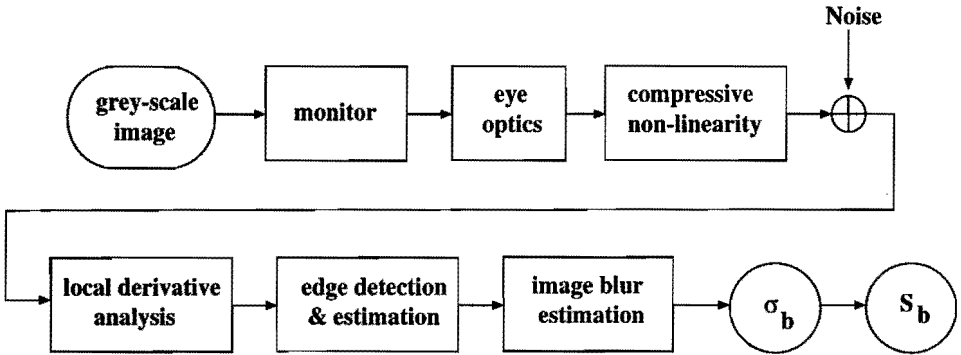 Noise
grey-scale
image
monitor
eye
optics
compressive
non-linearity
local derivative
analysis
edge detection
& estimation
image blur
estimation
σb
Sb